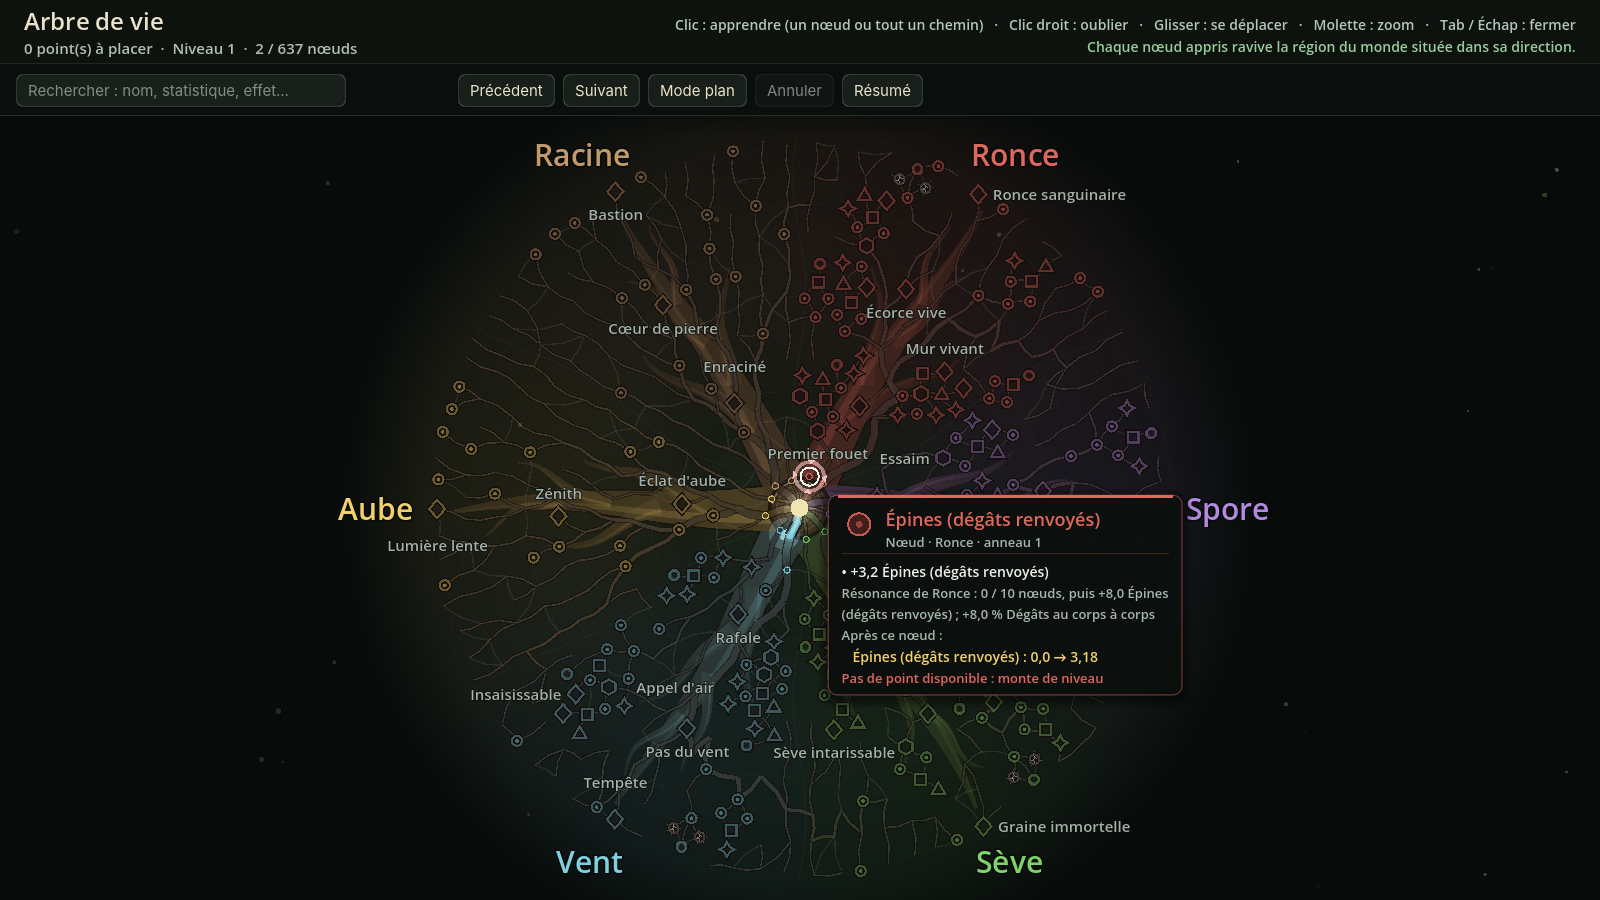 Arbre de vie
0 point(s) à placer · Niveau 1 · 2 / 637 nœuds
Clic : apprendre (un nœud ou tout un chemin) · Clic droit : oublier · Glisser : se déplacer · Molette : zoom · Tab / Échap : fermer
Chaque nœud appris ravive la région du monde située dans sa direction.
Rechercher : nom, statistique, effet...
Précédent
Suivant
Mode plan
Annuler
Résumé
Racine
Ronce
Ronce sanguinaire
Bastion
Écorce vive
Cœur de pierre
Mur vivant
Enraciné
Premier fouet
Essaim
Éclat d'aube
Zénith
Aube
Spore
Lumière lente
Épines (dégâts renvoyés)
Nœud · Ronce · anneau 1
• +3,2 Épines (dégâts renvoyés)
Résonance de Ronce : 0 / 10 nœuds, puis +8,0 Épines
(dégâts renvoyés) ; +8,0 % Dégâts au corps à corps
Après ce nœud :
Épines (dégâts renvoyés) : 0,0 → 3,18
Pas de point disponible : monte de niveau
Rafale
Appel d'air
Insaisissable
Pas du vent
Sève intarissable
Tempête
Graine immortelle
Vent
Sève